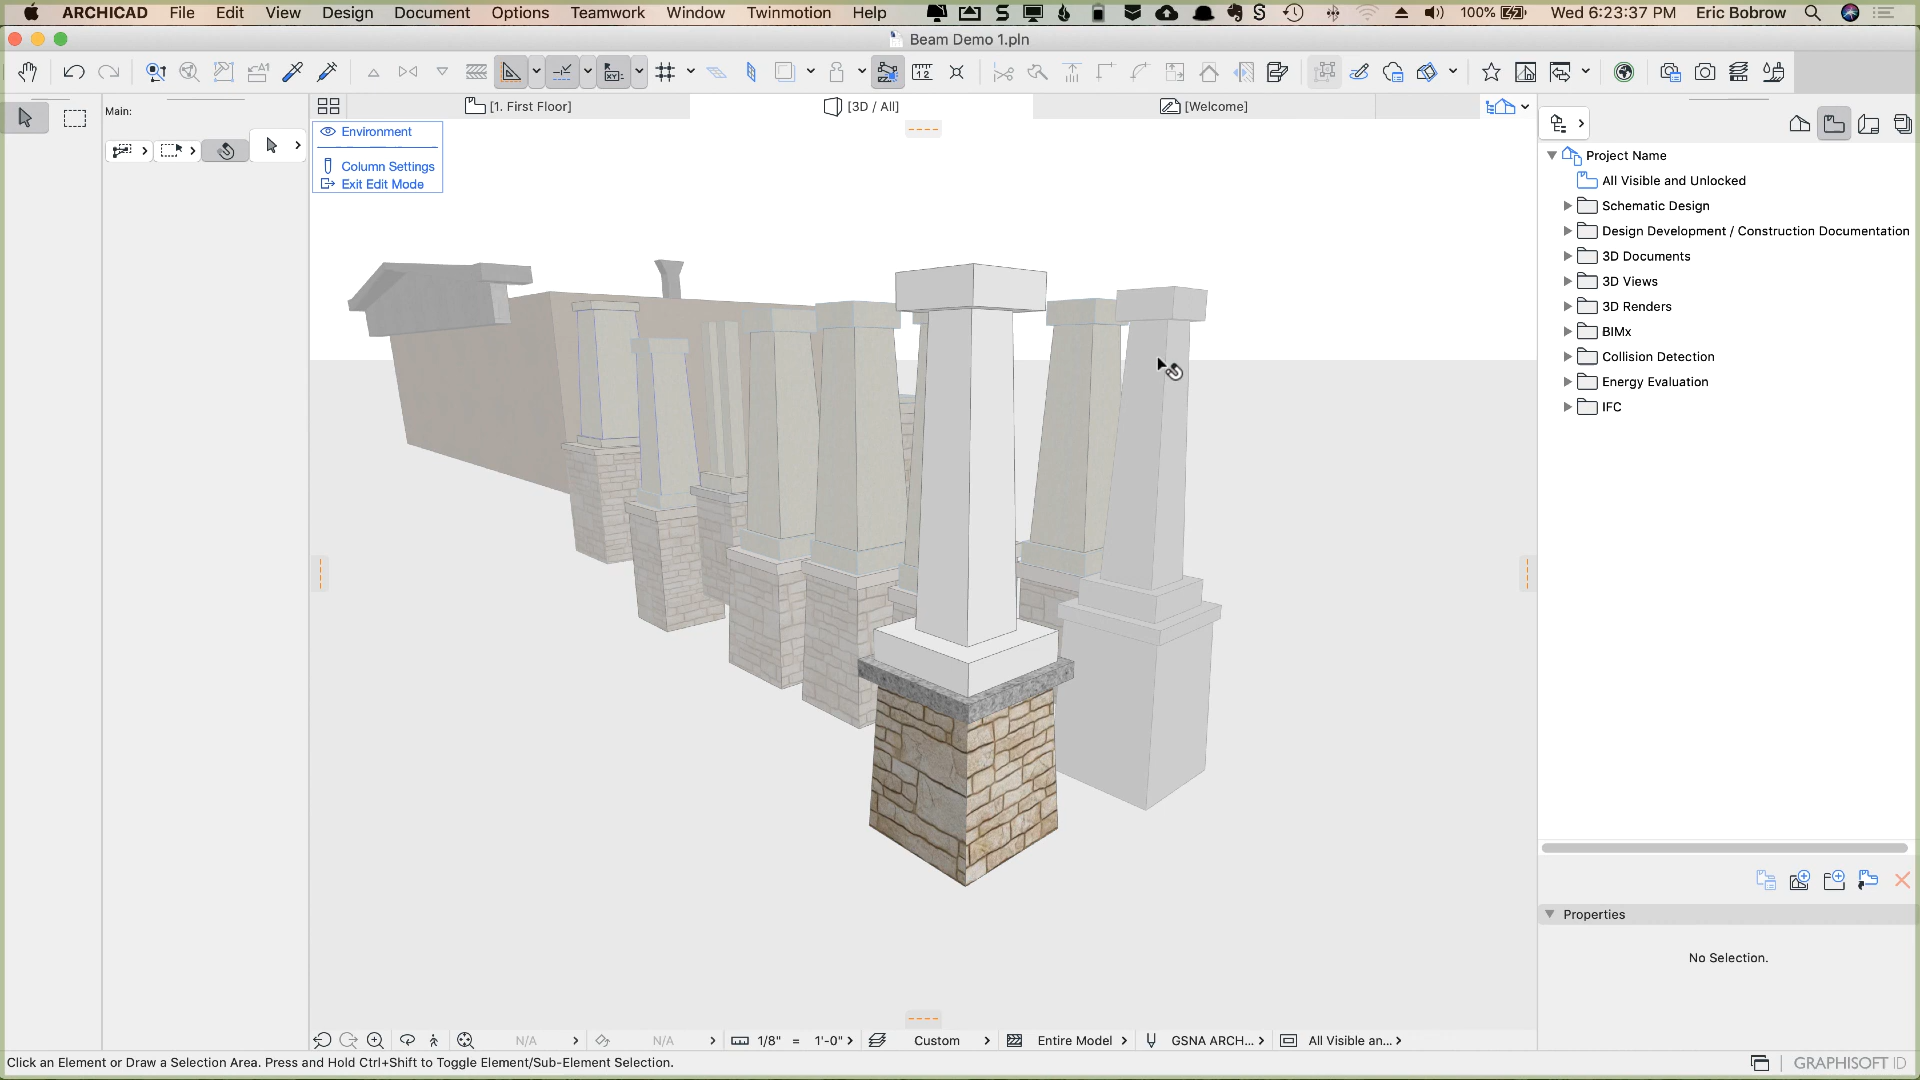 ARCHICAD File Edit View Design Document Options Teamwork Window Twinmotion Help 100% Wed 6:23:37 PM Eric Bobrow
Beam Demo 1.pln
[1. First Floor] [3D / All] [Welcome]
Main:
Environment
Column Settings
Exit Edit Mode
Project Name
All Visible and Unlocked
Schematic Design
Design Development / Construction Documentation
3D Documents
3D Views
3D Renders
BIMx
Collision Detection
Energy Evaluation
IFC
Properties
No Selection.
N/A N/A 1/8" = 1'-0" Custom Entire Model GSNA ARCH... All Visible an...
Click an Element or Draw a Selection Area. Press and Hold Ctrl+Shift to Toggle Element/Sub-Element Selection.
GRAPHISOFT ID